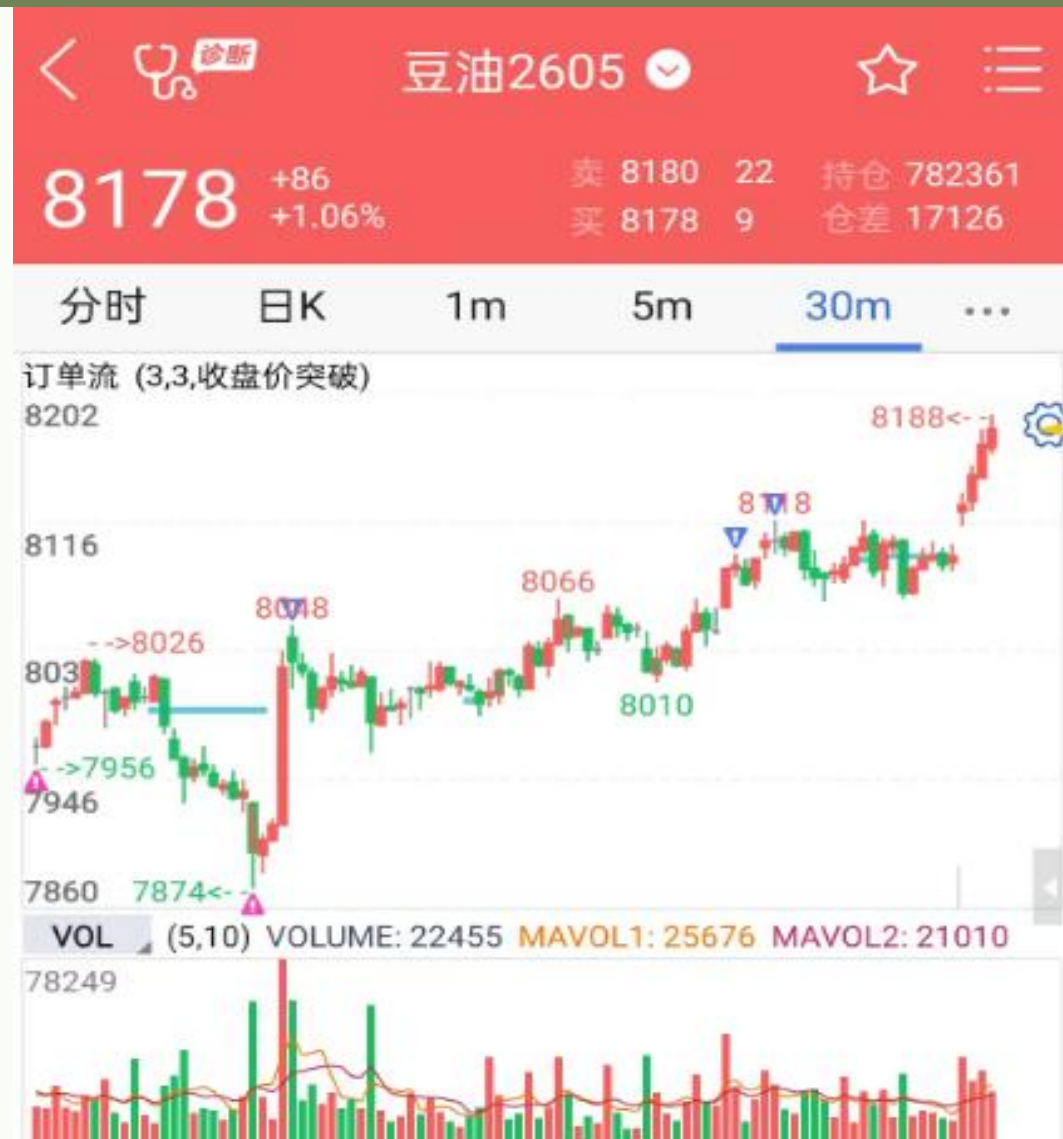 诊断
豆油2605
8178 +86 卖 8180 22 持仓 782361
+1.06% 买 8178 9 仓差 17126
分时 日K 1m 5m 30m ...
订单流 (3,3,收盘价突破)
8202
8188<--
8116
8066
-->8026
803
8010
-->7956
7946
7860
7874<--
VOL (5,10) VOLUME: 22455 MAVOL1: 25676 MAVOL2: 21010
78249